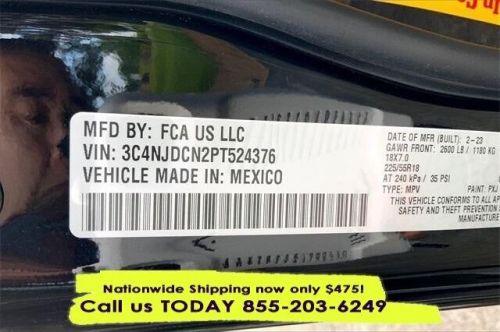 MFD BY: FCA US LLC
VIN: 3C4NJDCN2PT524376
VEHICLE MADE IN: MEXICO
DATE OF MFR (BUILT): 2-23
GAWR FRONT: 2600 LB / 1180 KG
18X7.0
225/55R18
AT 240 kPa / 35 PSI
TYPE: MPV PAINT: PXJ
THIS VEHICLE CONFORMS TO ALL
SAFETY AND THEFT PREVENTION
MANUFACTURE
Nationwide Shipping now only $475!
Call us TODAY 855-203-6249